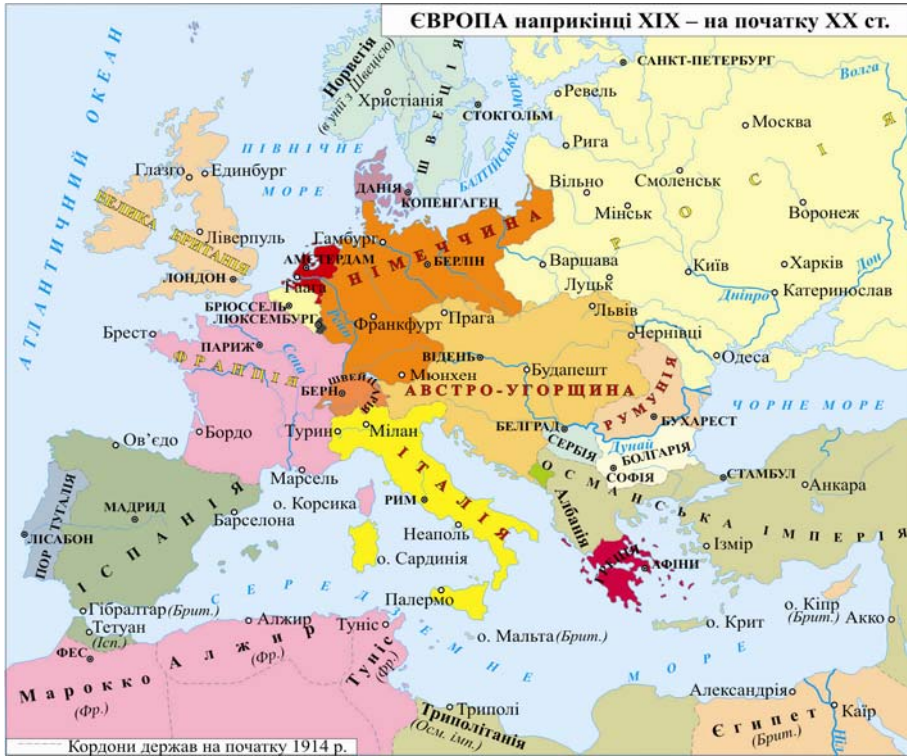 ЄВРОПА наприкінці XIX – на початку XX ст.
АТЛАНТИЧНИЙ ОКЕАН
Норвегія
(в унії з Швецією)
ШВЕЦІЯ
САНКТ-ПЕТЕРБУРГ
Волга
Христіанія
СТОКГОЛЬМ
Ревель
БАЛТІЙСЬКЕ МОРЕ
Москва
Рига
РОСІЯ
ПІВНІЧНЕ
МОРЕ
Глазго
Единбург
ДАНІЯ
КОПЕНГАГЕН
Вільно
Смоленськ
Мінськ
Воронеж
ВЕЛИКА БРИТАНІЯ
Ліверпуль
Гамбург
НІМЕЧЧИНА
АМСТЕРДАМ
БЕРЛІН
Варшава
Київ
Харків
Дон
ЛОНДОН
Гаага
Луцьк
Дніпро
Катеринослав
БРЮССЕЛЬ
ЛЮКСЕМБУРГ
Рейн
Франкфурт
Прага
Львів
Брест
ПАРИЖ
Сена
Чернівці
ФРАНЦІЯ
ВІДЕНЬ
Одеса
Мюнхен
Будапешт
ШВЕЙЦАРІЯ
БЕРН
АВСТРО-УГОРЩИНА
РУМУНІЯ
БУХАРЕСТ
ЧОРНЕ МОРЕ
Бордо
Турин
Мілан
БЕЛГРАД
Дунай
СЕРБІЯ
БОЛГАРІЯ
СОФІЯ
Ов’єдо
Марсель
о. Корсика
ІТАЛІЯ
РИМ
ОСМАНСЬКА ІМПЕРІЯ
СТАМБУЛ
Анкара
ПОРТУГАЛІЯ
ЛІСАБОН
МАДРИД
ІСПАНІЯ
Барселона
Неаполь
Албанія
о. Сардинія
ГРЕЦІЯ
АФІНИ
Ізмір
Палермо
СЕРЕДЗЕМНЕ МОРЕ
Гібралтар (Брит.)
Тетуан
(Ісп.)
Алжир
Туніс
о. Мальта (Брит.)
о. Крит
о. Кіпр
(Брит.)
Акко
ФЕС
Марокко
(Фр.)
Алжир
(Фр.)
Туніс
(Фр.)
Триполі
Триполітанія
(Осм. імп.)
Александрія
Єгипет
(Брит.)
Каїр
Ніл
Кордони держав на початку 1914 р.